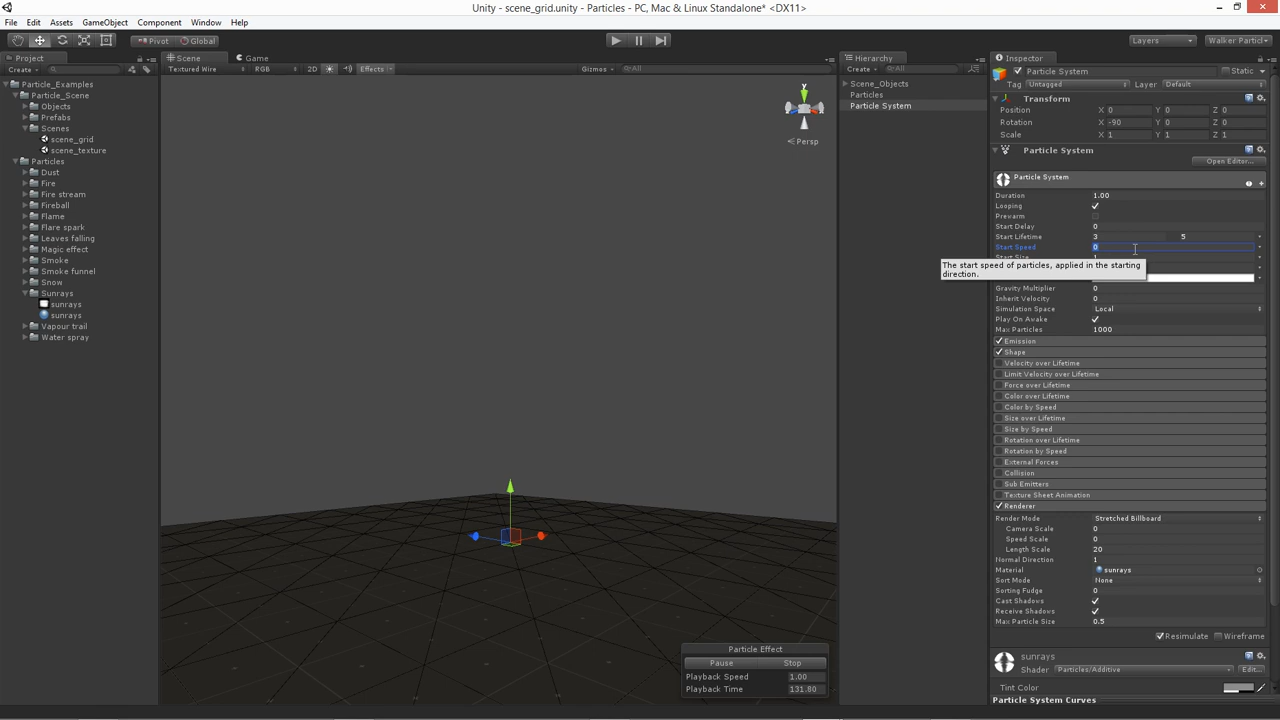 Unity - scene_grid.unity - Particles - PC, Mac & Linux Standalone* <DX11>
File Edit Assets GameObject Component Window Help
Pivot Global Layers Walker Particl
Project
Create
Particle_Examples
Particle_Scene
Objects
Prefabs
Scenes
scene_grid
scene_texture
Particles
Dust
Fire
Fire stream
Fireball
Flame
Flare spark
Leaves falling
Magic effect
Smoke
Smoke funnel
Snow
Sunrays
sunrays
sunrays
Vapour trail
Water spray
Scene Game
Textured Wire RGB 2D Effects Gizmos All
y
Persp
Particle Effect
Pause Stop
Playback Speed 1.00
Playback Time 131.80
Hierarchy
Create All
Scene_Objects
Particles
Particle System
Inspector
Particle System Static
Tag Untagged Layer Default
Transform
Position X 0 Y 0 Z 0
Rotation X -90 Y 0 Z 0
Scale X 1 Y 1 Z 1
Particle System
Open Editor...
Particle System
Duration 1.00
Looping
Prewarm
Start Delay 0
Start Lifetime 3 5
Start Speed 0
Start Size 1
The start speed of particles, applied in the starting
direction.
Gravity Multiplier 0
Inherit Velocity 0
Simulation Space Local
Play On Awake
Max Particles 1000
Emission
Shape
Velocity over Lifetime
Limit Velocity over Lifetime
Force over Lifetime
Color over Lifetime
Color by Speed
Size over Lifetime
Size by Speed
Rotation over Lifetime
Rotation by Speed
External Forces
Collision
Sub Emitters
Texture Sheet Animation
Renderer
Render Mode Stretched Billboard
Camera Scale 0
Speed Scale 0
Length Scale 20
Normal Direction 1
Material sunrays
Sort Mode None
Sorting Fudge 0
Cast Shadows
Receive Shadows
Max Particle Size 0.5
Resimulate Wireframe
sunrays
Shader Particles/Additive Edit...
Tint Color
Particle System Curves